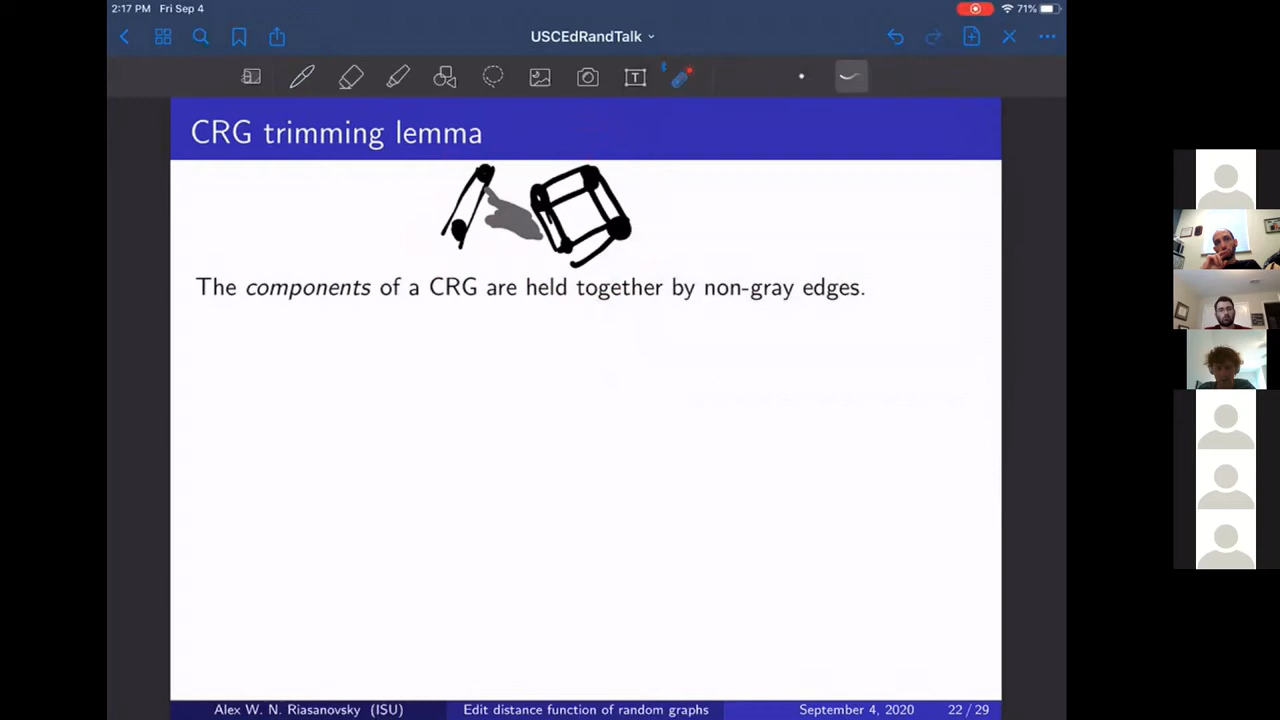 2:17 PM Fri Sep 4
71%
USCEdRandTalk
T
CRG trimming lemma
The components of a CRG are held together by non-gray edges.
Alex W. N. Riasanovsky (ISU) Edit distance function of random graphs September 4, 2020 22 / 29